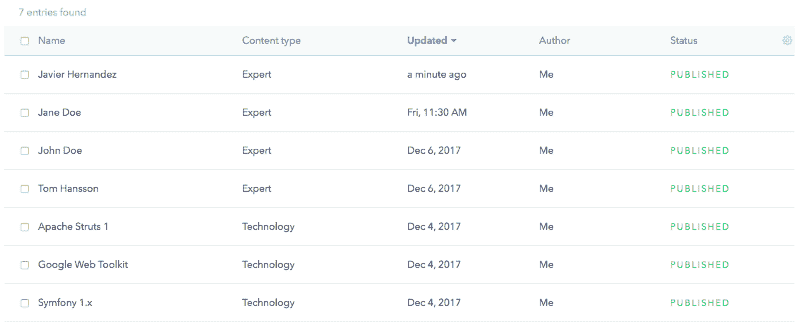 7 entries found
Name Content type Updated Author Status
Javier Hernandez Expert a minute ago Me PUBLISHED
Jane Doe Expert Fri, 11:30 AM Me PUBLISHED
John Doe Expert Dec 6, 2017 Me PUBLISHED
Tom Hansson Expert Dec 6, 2017 Me PUBLISHED
Apache Struts 1 Technology Dec 4, 2017 Me PUBLISHED
Google Web Toolkit Technology Dec 4, 2017 Me PUBLISHED
Symfony 1.x Technology Dec 4, 2017 Me PUBLISHED